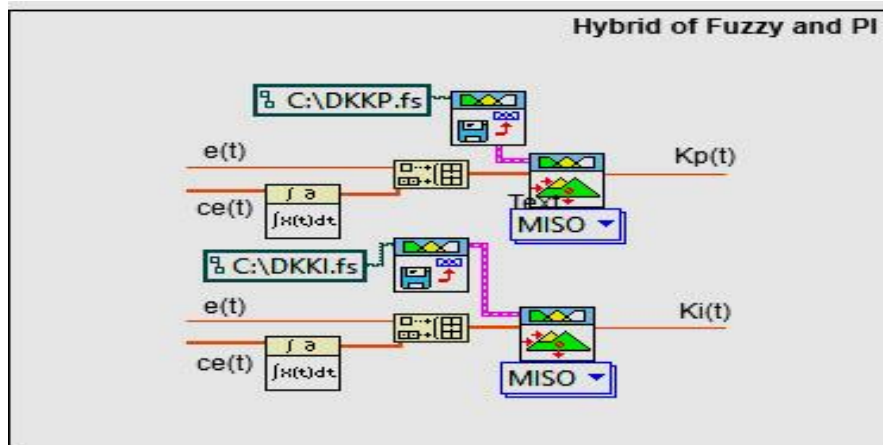 Hybrid of Fuzzy and PI
C:\DKKP.fs
e(t)
Kp(t)
ce(t)
∫ ∂
∫x(t)dt
Text
MISO
C:\DKKI.fs
e(t)
Ki(t)
ce(t)
∫ ∂
∫x(t)dt
MISO